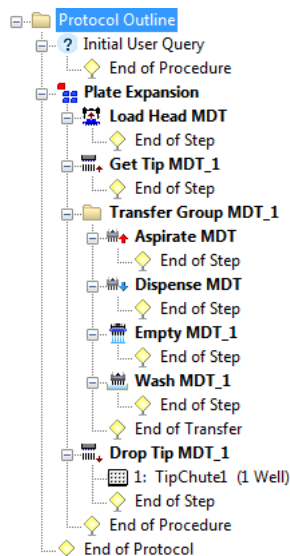 Protocol Outline
? Initial User Query
End of Procedure
Plate Expansion
Load Head MDT
End of Step
Get Tip MDT_1
End of Step
Transfer Group MDT_1
Aspirate MDT
End of Step
Dispense MDT
End of Step
Empty MDT_1
End of Step
Wash MDT_1
End of Step
End of Transfer
Drop Tip MDT_1
1: TipChute1 (1 Well)
End of Step
End of Procedure
End of Protocol